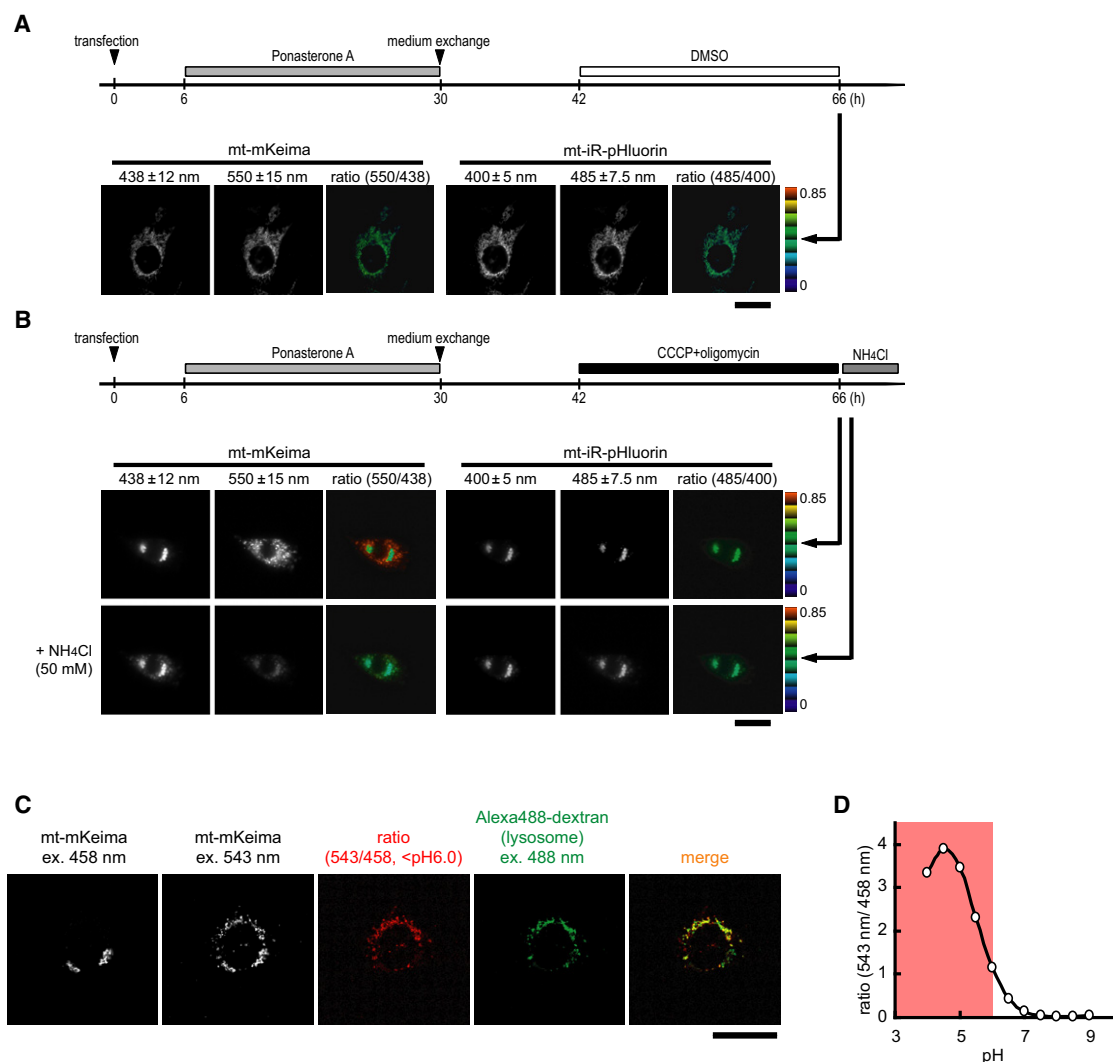 A
transfection
medium exchange
Ponasterone A
DMSO
0
6
30
42
66 (h)
mt-mKeima
mt-iR-pHluorin
438 ± 12 nm
550 ± 15 nm
ratio (550/438)
400 ± 5 nm
485 ± 7.5 nm
ratio (485/400)
0.85
0
B
transfection
medium exchange
Ponasterone A
CCCP+oligomycin
NH4Cl
0
6
30
42
66 (h)
mt-mKeima
mt-iR-pHluorin
438 ± 12 nm
550 ± 15 nm
ratio (550/438)
400 ± 5 nm
485 ± 7.5 nm
ratio (485/400)
0.85
0
+ NH4Cl
(50 mM)
0.85
0
C
mt-mKeima
ex. 458 nm
mt-mKeima
ex. 543 nm
ratio
(543/458, <pH6.0)
Alexa488-dextran
(lysosome)
ex. 488 nm
merge
D
ratio (543 nm/ 458 nm)
4
3
2
1
0
3
5
7
9
pH